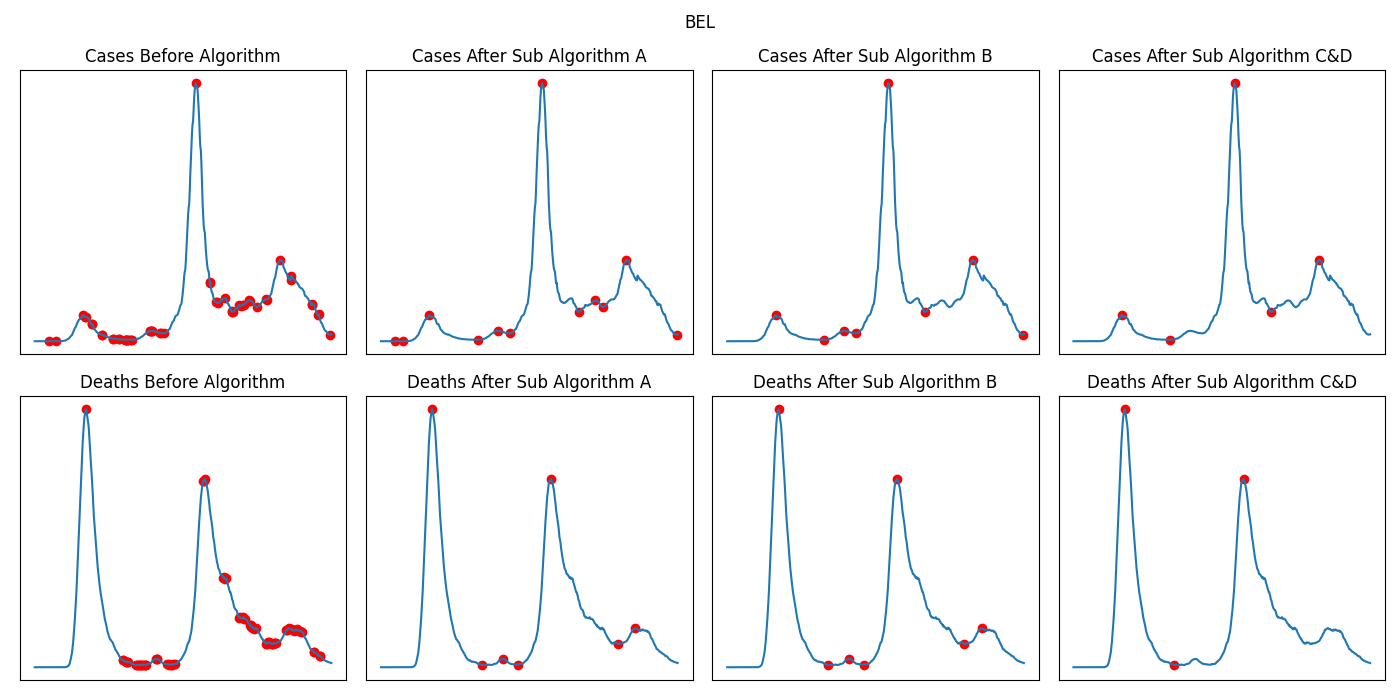 BEL
Cases Before Algorithm
Cases After Sub Algorithm A
Cases After Sub Algorithm B
Cases After Sub Algorithm C&D
Deaths Before Algorithm
Deaths After Sub Algorithm A
Deaths After Sub Algorithm B
Deaths After Sub Algorithm C&D